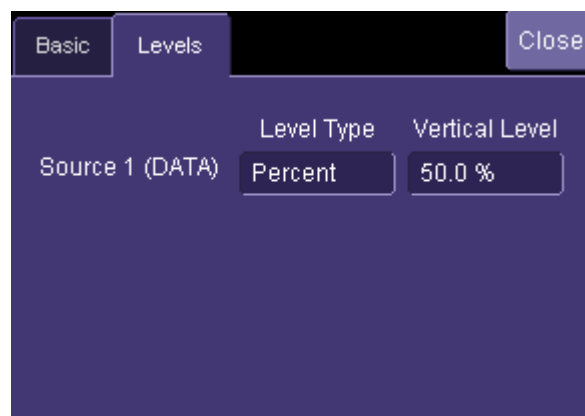 Basic Levels Close
Level Type Vertical Level
Source 1 (DATA) Percent 50.0 %